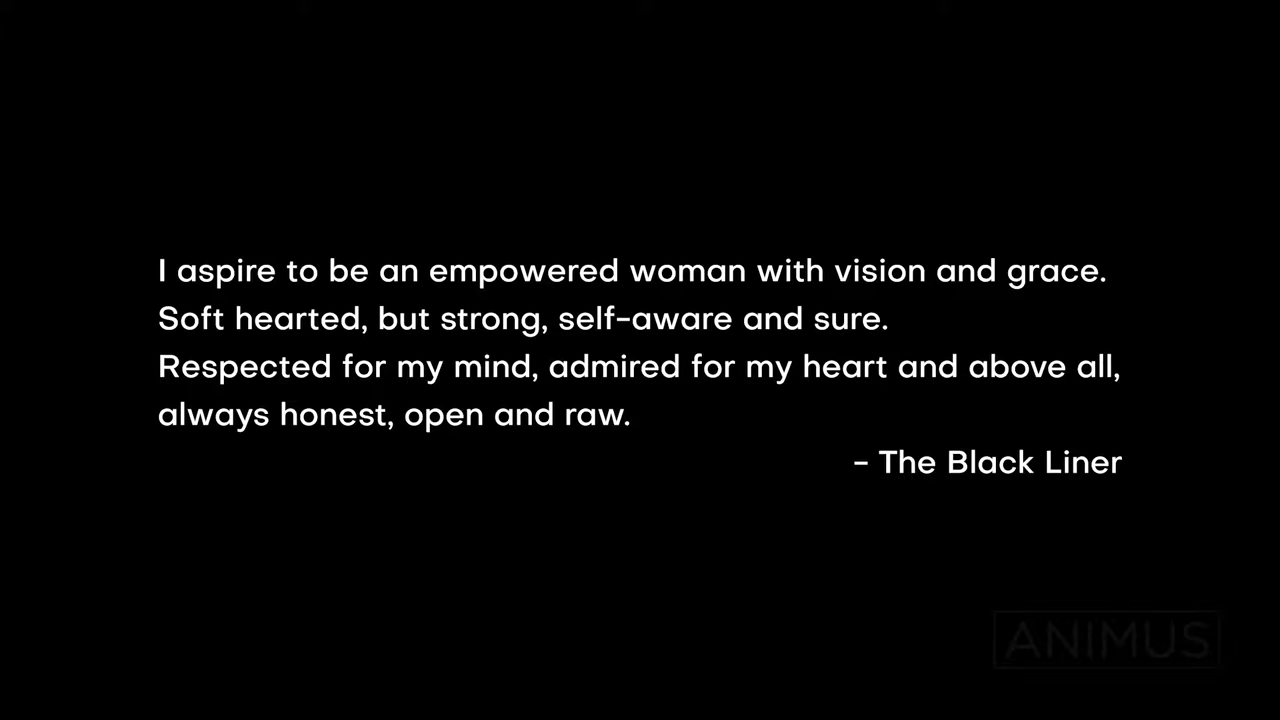 I aspire to be an empowered woman with vision and grace.
Soft hearted, but strong, self-aware and sure.
Respected for my mind, admired for my heart and above all,
always honest, open and raw.
- The Black Liner
ANIMUS